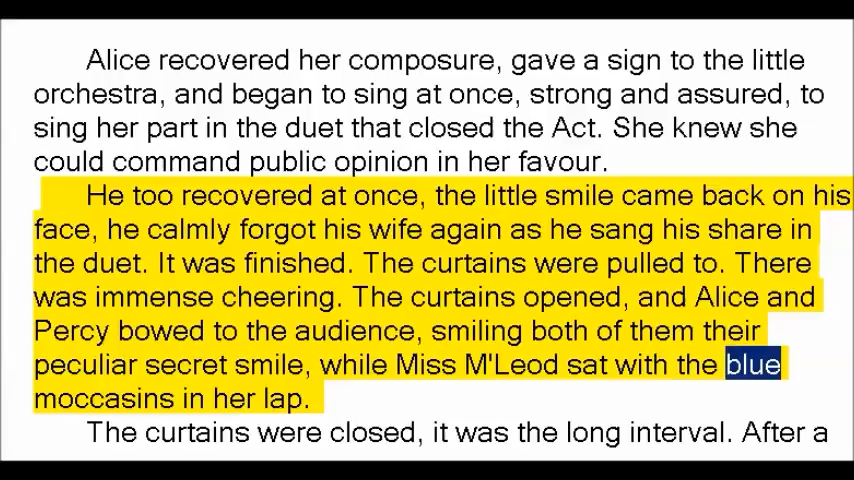 Alice recovered her composure, gave a sign to the little
orchestra, and began to sing at once, strong and assured, to
sing her part in the duet that closed the Act. She knew she
could command public opinion in her favour.
He too recovered at once, the little smile came back on his
face, he calmly forgot his wife again as he sang his share in
the duet. It was finished. The curtains were pulled to. There
was immense cheering. The curtains opened, and Alice and
Percy bowed to the audience, smiling both of them their
peculiar secret smile, while Miss M'Leod sat with the blue
moccasins in her lap.
The curtains were closed, it was the long interval. After a